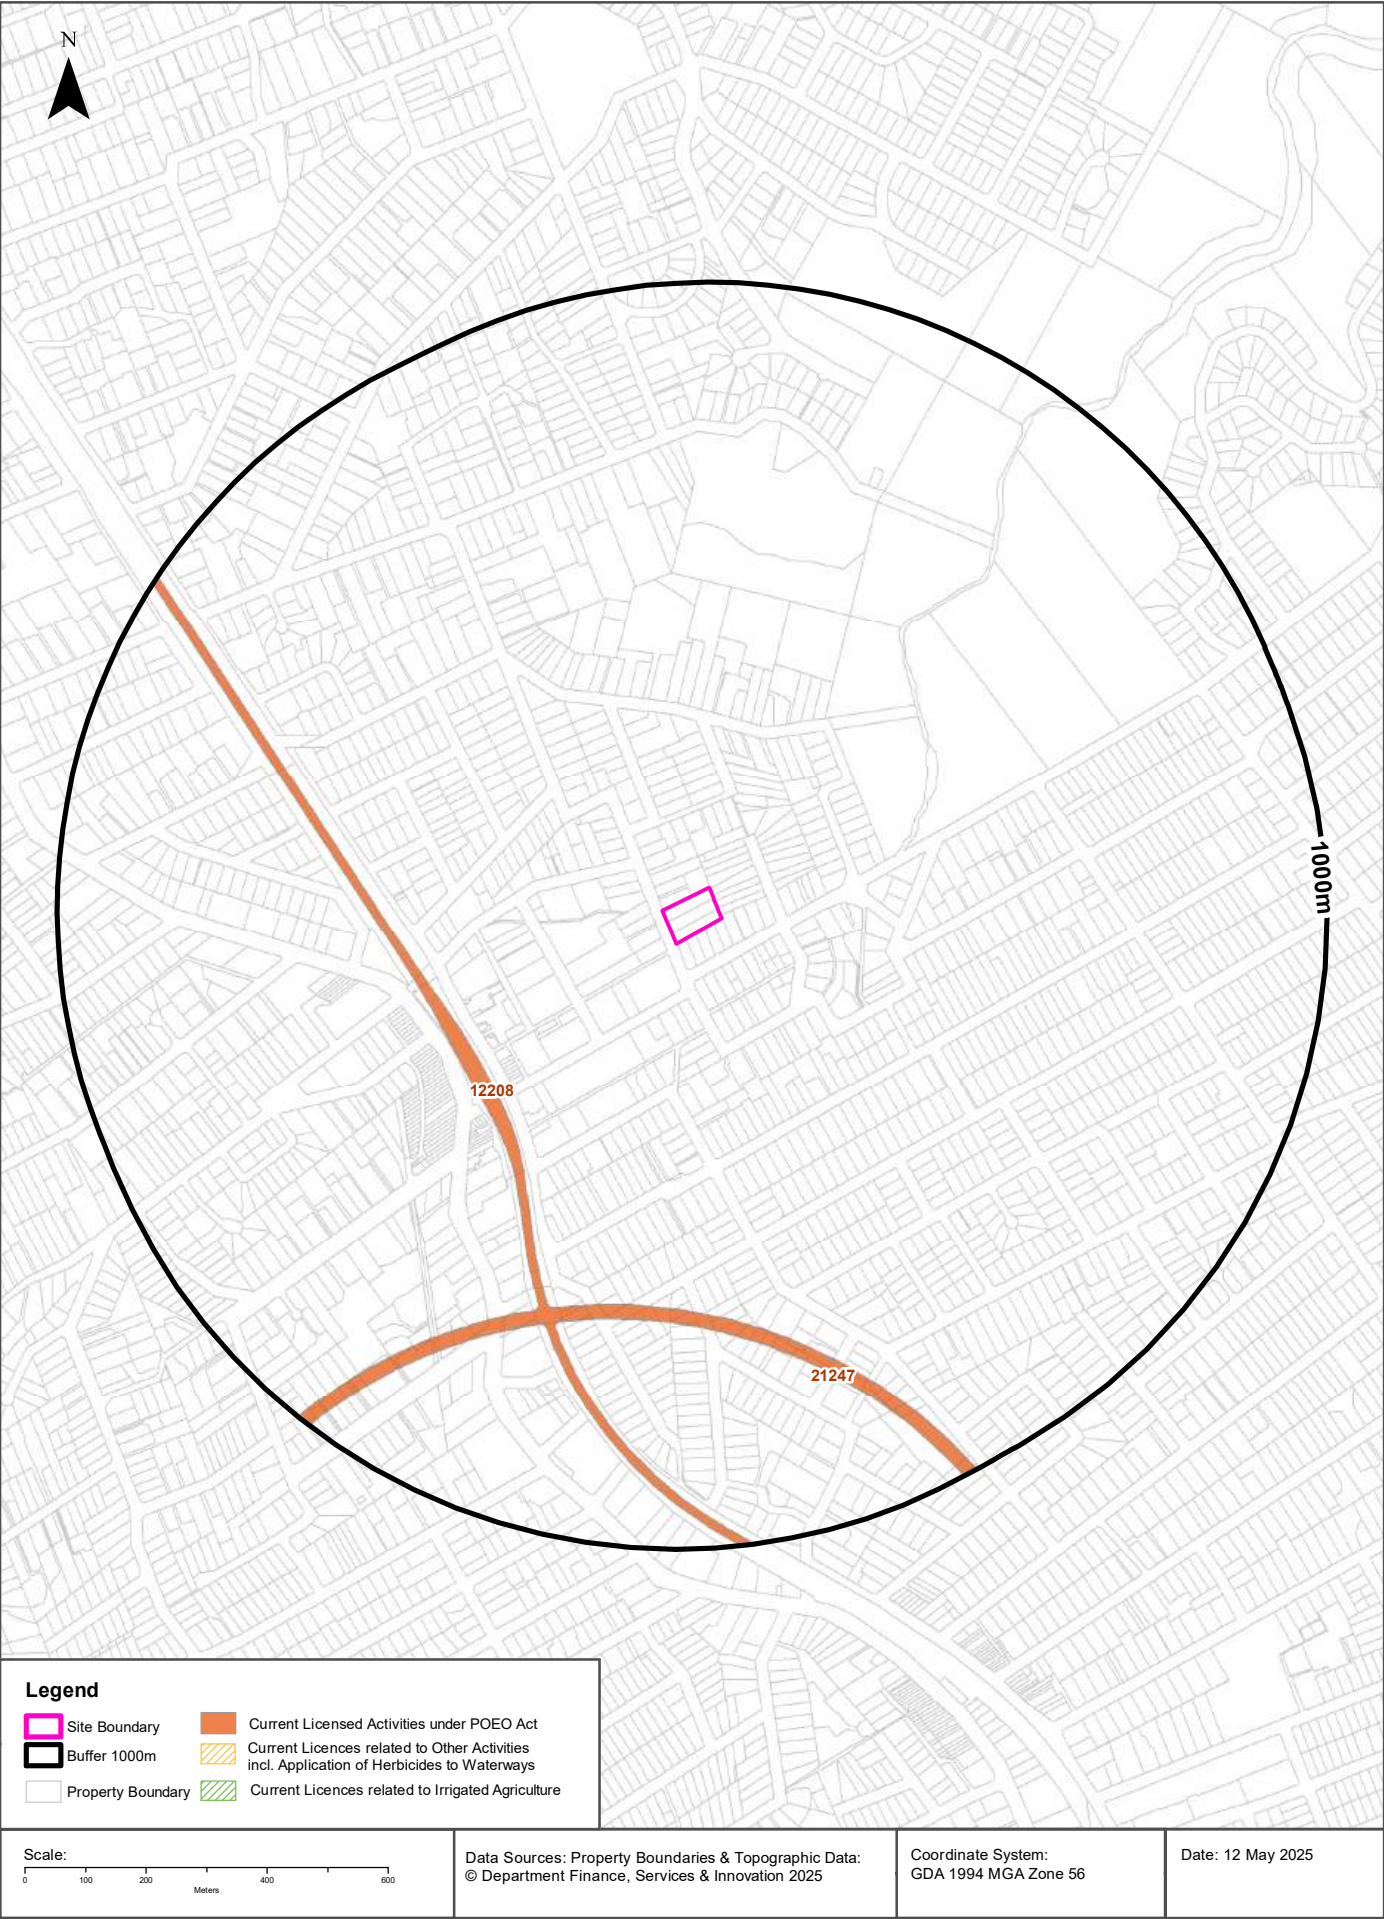 N
1000m
12208
21247
Legend
Site Boundary
Buffer 1000m
Property Boundary
Current Licensed Activities under POEO Act
Current Licences related to Other Activities
incl. Application of Herbicides to Waterways
Current Licences related to Irrigated Agriculture
Scale:
0 100 200 400 600
Meters
Data Sources: Property Boundaries & Topographic Data:
© Department Finance, Services & Innovation 2025
Coordinate System:
GDA 1994 MGA Zone 56
Date: 12 May 2025